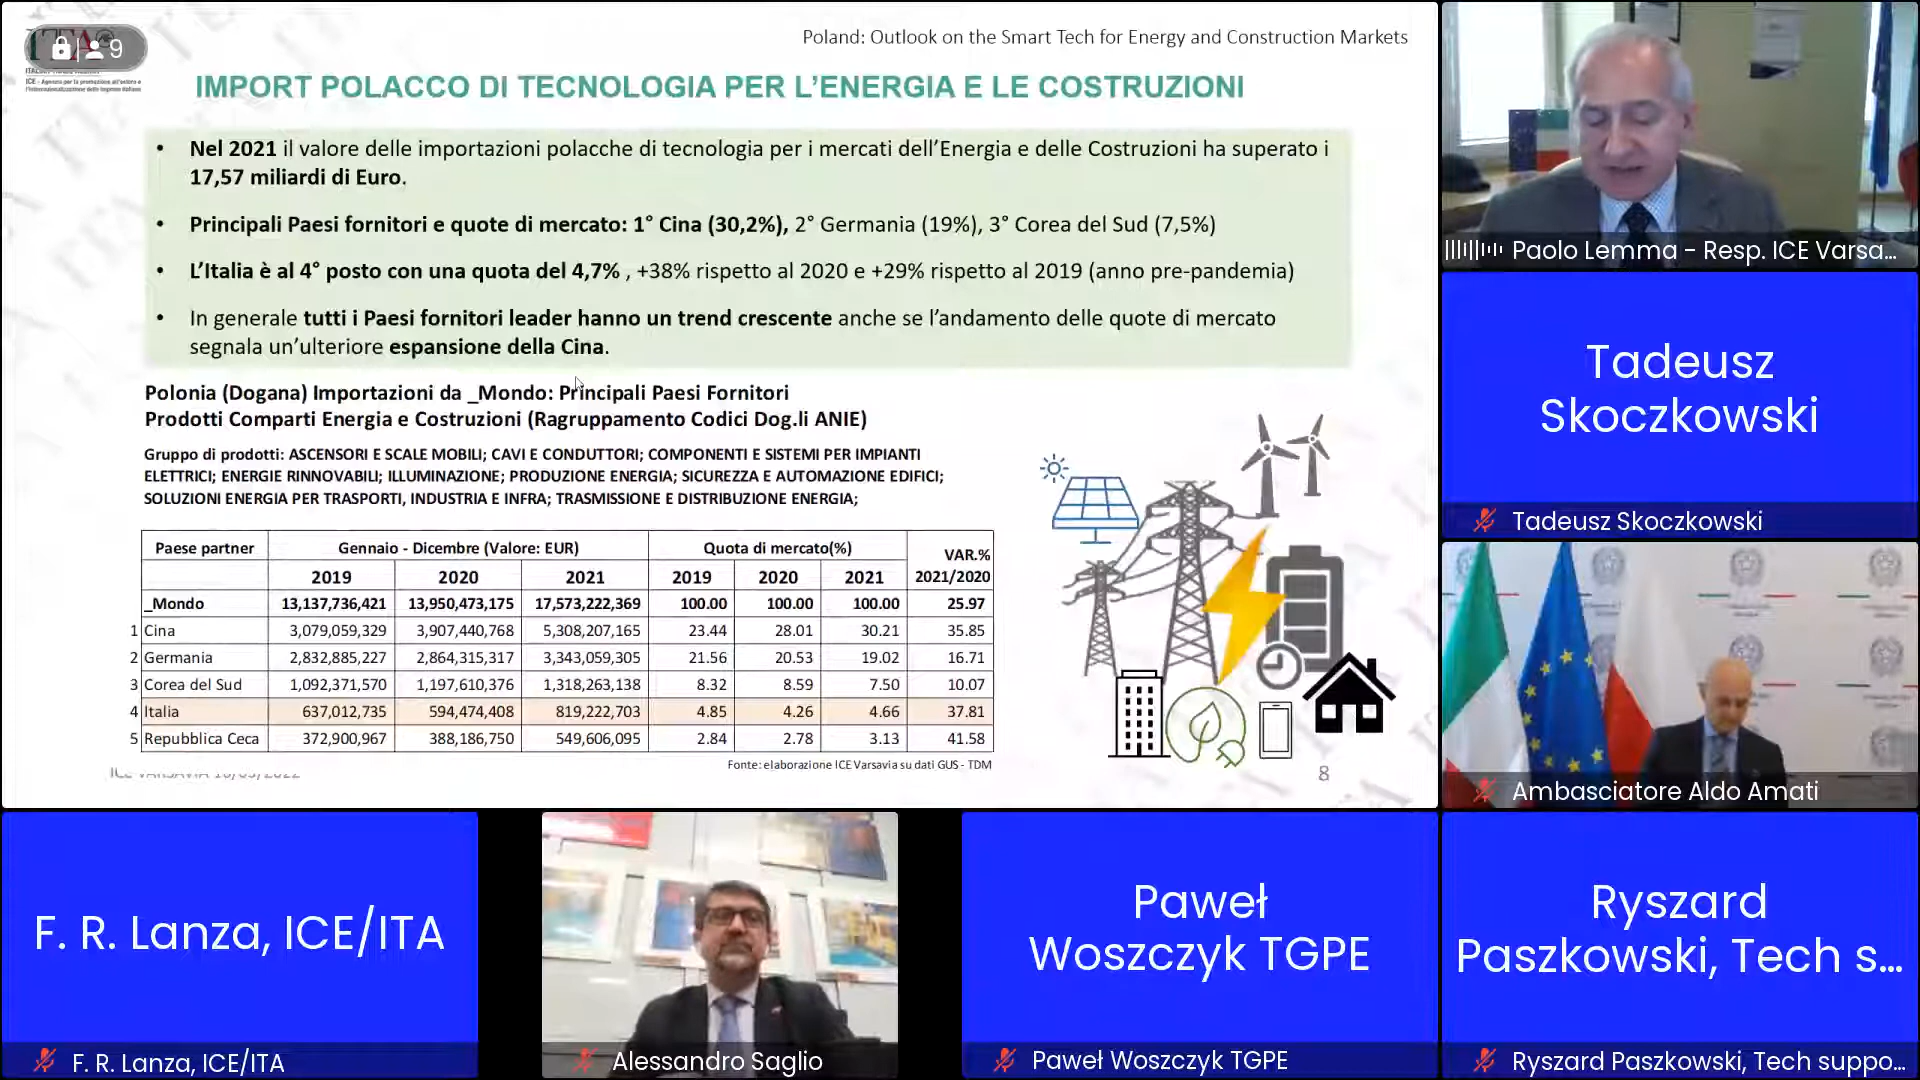 9
Poland: Outlook on the Smart Tech for Energy and Construction Markets
IMPORT POLACCO DI TECNOLOGIA PER L'ENERGIA E LE COSTRUZIONI
• Nel 2021 il valore delle importazioni polacche di tecnologia per i mercati dell'Energia e delle Costruzioni ha superato i
17,57 miliardi di Euro.
• Principali Paesi fornitori e quote di mercato: 1° Cina (30,2%), 2° Germania (19%), 3° Corea del Sud (7,5%)
• L'Italia è al 4° posto con una quota del 4,7% , +38% rispetto al 2020 e +29% rispetto al 2019 (anno pre-pandemia)
• In generale tutti i Paesi fornitori leader hanno un trend crescente anche se l'andamento delle quote di mercato
segnala un'ulteriore espansione della Cina.
Polonia (Dogana) Importazioni da _Mondo: Principali Paesi Fornitori
Prodotti Comparti Energia e Costruzioni (Ragruppamento Codici Dog.li ANIE)
Gruppo di prodotti: ASCENSORI E SCALE MOBILI; CAVI E CONDUTTORI; COMPONENTI E SISTEMI PER IMPIANTI
ELETTRICI; ENERGIE RINNOVABILI; ILLUMINAZIONE; PRODUZIONE ENERGIA; SICUREZZA E AUTOMAZIONE EDIFICI;
SOLUZIONI ENERGIA PER TRASPORTI, INDUSTRIA E INFRA; TRASMISSIONE E DISTRIBUZIONE ENERGIA;
Paese partner Gennaio - Dicembre (Valore: EUR) Quota di mercato(%) VAR.%
2019 2020 2021 2019 2020 2021 2021/2020
_Mondo 13,137,736,421 13,950,473,175 17,573,222,369 100.00 100.00 100.00 25.97
1 Cina 3,079,059,329 3,907,440,768 5,308,207,165 23.44 28.01 30.21 35.85
2 Germania 2,832,885,227 2,864,315,317 3,343,059,305 21.56 20.53 19.02 16.71
3 Corea del Sud 1,092,371,570 1,197,610,376 1,318,263,138 8.32 8.59 7.50 10.07
4 Italia 637,012,735 594,474,408 819,222,703 4.85 4.26 4.66 37.81
5 Repubblica Ceca 372,900,967 388,186,750 549,606,095 2.84 2.78 3.13 41.58
Fonte: elaborazione ICE Varsavia su dati GUS - TDM
8
Paolo Lemma - Resp. ICE Varsa...
Tadeusz
Skoczkowski
Tadeusz Skoczkowski
Ambasciatore Aldo Amati
F. R. Lanza, ICE/ITA
F. R. Lanza, ICE/ITA
Alessandro Saglio
Paweł
Woszczyk TGPE
Paweł Woszczyk TGPE
Ryszard
Paszkowski, Tech s...
Ryszard Paszkowski, Tech suppo...